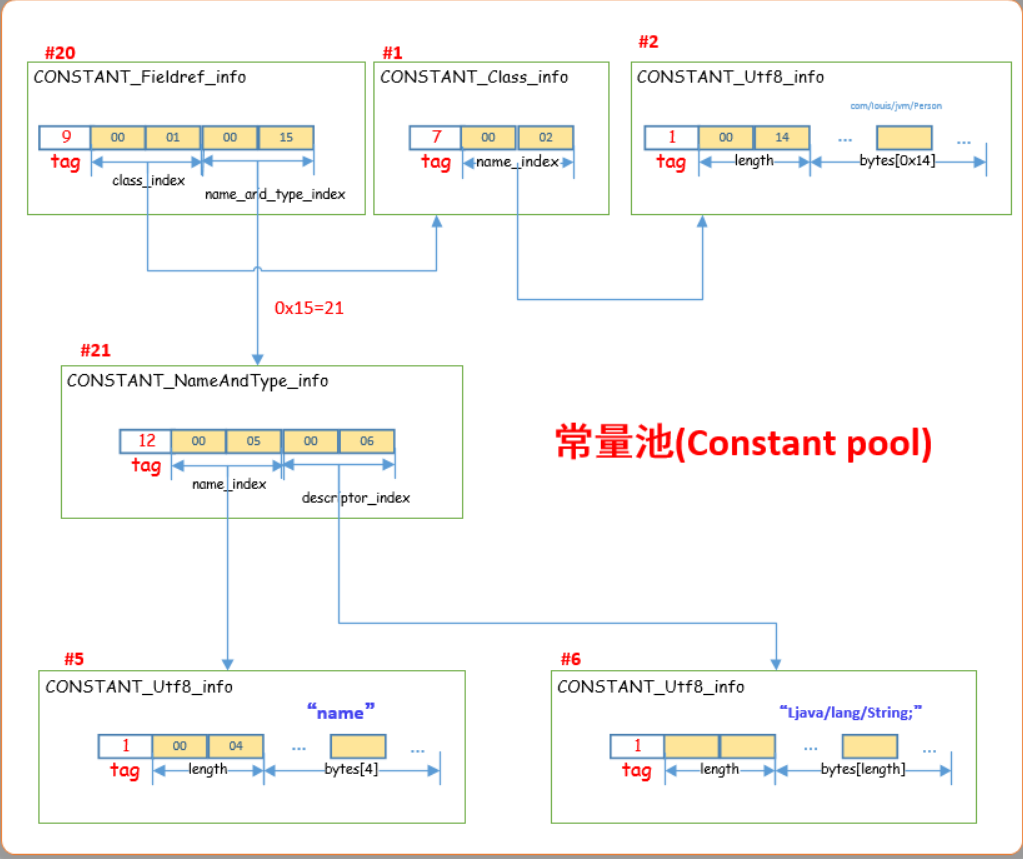 #20
CONSTANT_Fieldref_info
9 00 01 00 15
tag
class_index
name_and_type_index
#1
CONSTANT_Class_info
7 00 02
tag name_index
#2
CONSTANT_Utf8_info
com/louis/jvm/Person
1 00 14 ... ...
tag length bytes[0x14]
0x15=21
#21
CONSTANT_NameAndType_info
12 00 05 00 06
tag
name_index
descriptor_index
常量池(Constant pool)
#5
CONSTANT_Utf8_info
“name”
1 00 04 ... ...
tag length bytes[4]
#6
CONSTANT_Utf8_info
“Ljava/lang/String;”
1 ... ...
tag length bytes[length]